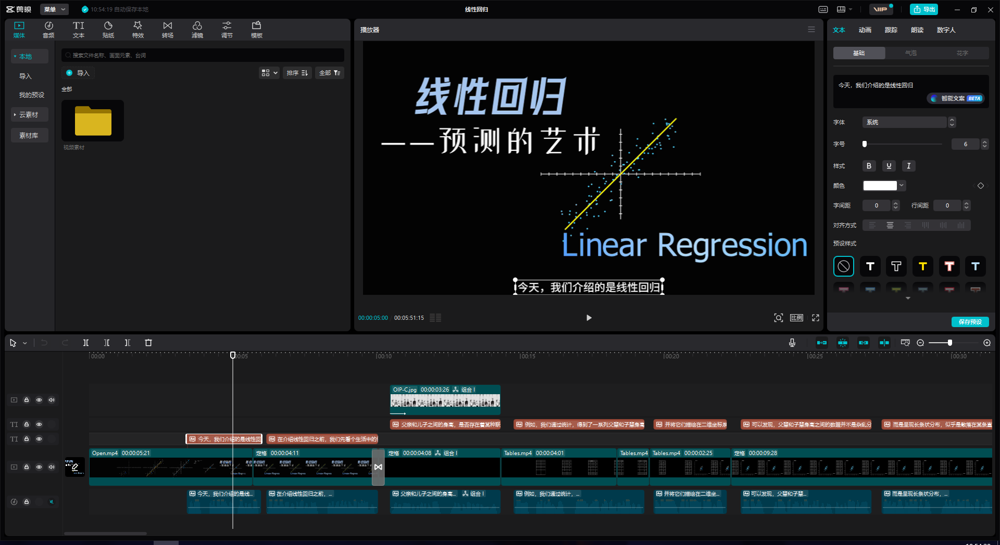 剪映
菜单
10:54:19 自动保存本地
线性回归
VIP
导出
媒体
音频
文本
贴纸
特效
转场
滤镜
调节
模板
本地
导入
我的预设
云素材
素材库
搜索文件名称、画面元素、台词
导入
排序
全部
全部
视频素材
播放器
线性回归
——预测的艺术
Linear Regression
今天，我们介绍的是线性回归
00:00:05:00
00:05:51:15
比例
文本
动画
跟踪
朗读
数字人
基础
气泡
花字
今天，我们介绍的是线性回归
智能文案 BETA
字体
系统
字号
6
样式
B
U
I
颜色
字间距
0
行间距
0
对齐方式
预设样式
保存预设
00:00
00:05
00:10
00:15
00:20
00:25
00:30
OIP-C.jpg 00:00:03:26 组合1
父亲和儿子之间的身高，是否存在着某种联
例如，我们通过统计，得到了一系列父辈和子辈身高
并将它们描绘在二维坐标系
可以发现，父辈和子辈身高之间的数据并不是杂乱分
而是呈现长条状分布，似乎是散落在某条直
今天，我们介绍的是线性回
在介绍线性回归之前，我们先看个生活中的
Open.mp4 00:00:05:21
定格 00:00:04:11
定格 00:00:04:08 组合1
Tables.mp4 00:00:04:01
Tables.mp4
Tables.mp4 00:00:02:25
定格 00:00:09:28
今天，我们介绍的是线...
在介绍线性回归之前，...
父亲和儿子之间的身高... 组合1
例如，我们通过统计，...
并将它们描绘在二维坐...
可以发现，父辈和子辈...
而是呈现长条状分布，...